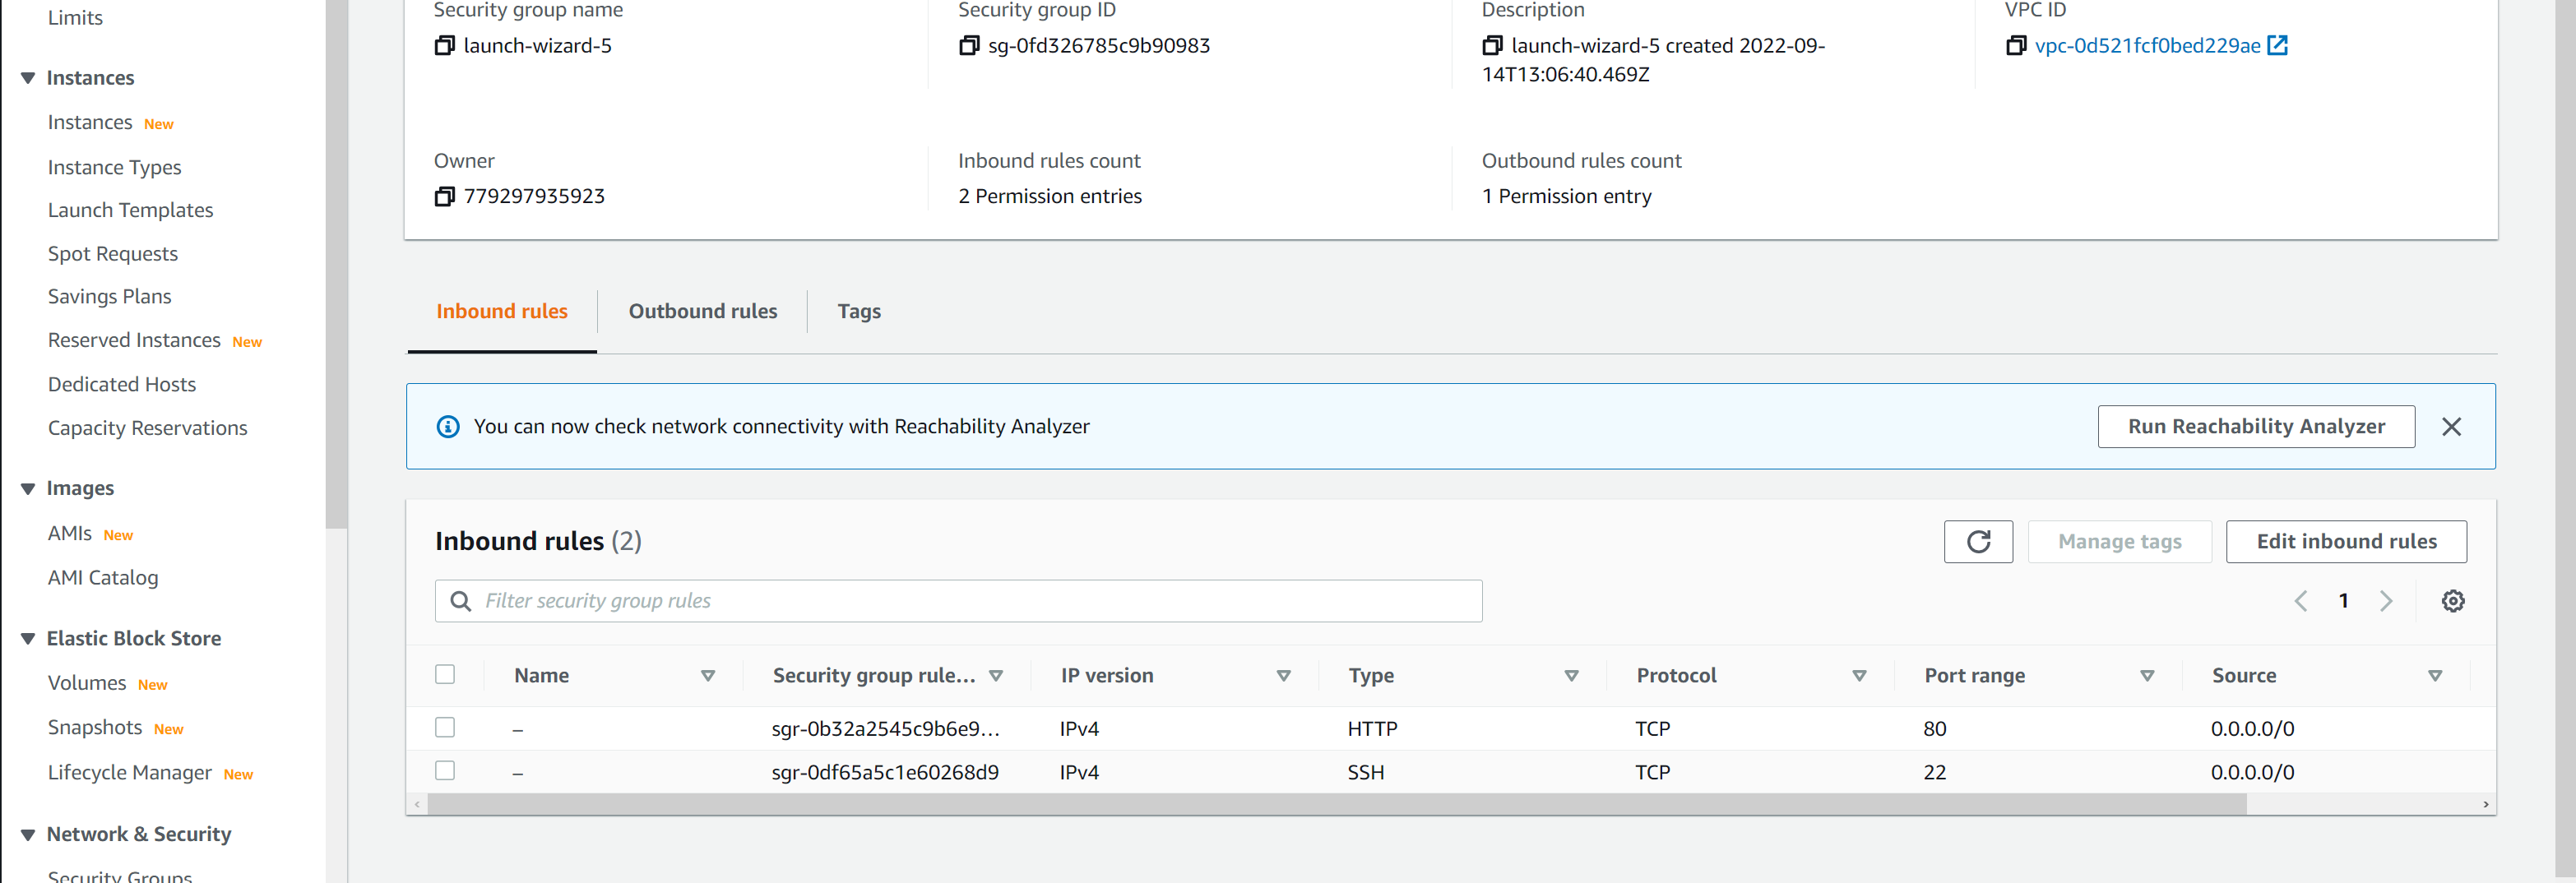 Limits
Instances
Instances New
Instance Types
Launch Templates
Spot Requests
Savings Plans
Reserved Instances New
Dedicated Hosts
Capacity Reservations
Images
AMIs New
AMI Catalog
Elastic Block Store
Volumes New
Snapshots New
Lifecycle Manager New
Network & Security
Security Groups
Security group name
launch-wizard-5
Security group ID
sg-0fd326785c9b90983
Description
launch-wizard-5 created 2022-09-
14T13:06:40.469Z
VPC ID
vpc-0d521fcf0bed229ae
Owner
779297935923
Inbound rules count
2 Permission entries
Outbound rules count
1 Permission entry
Inbound rules Outbound rules Tags
You can now check network connectivity with Reachability Analyzer Run Reachability Analyzer
Inbound rules (2) Manage tags Edit inbound rules
Filter security group rules 1
Name Security group rule... IP version Type Protocol Port range Source
– sgr-0b32a2545c9b6e9... IPv4 HTTP TCP 80 0.0.0.0/0
– sgr-0df65a5c1e60268d9 IPv4 SSH TCP 22 0.0.0.0/0